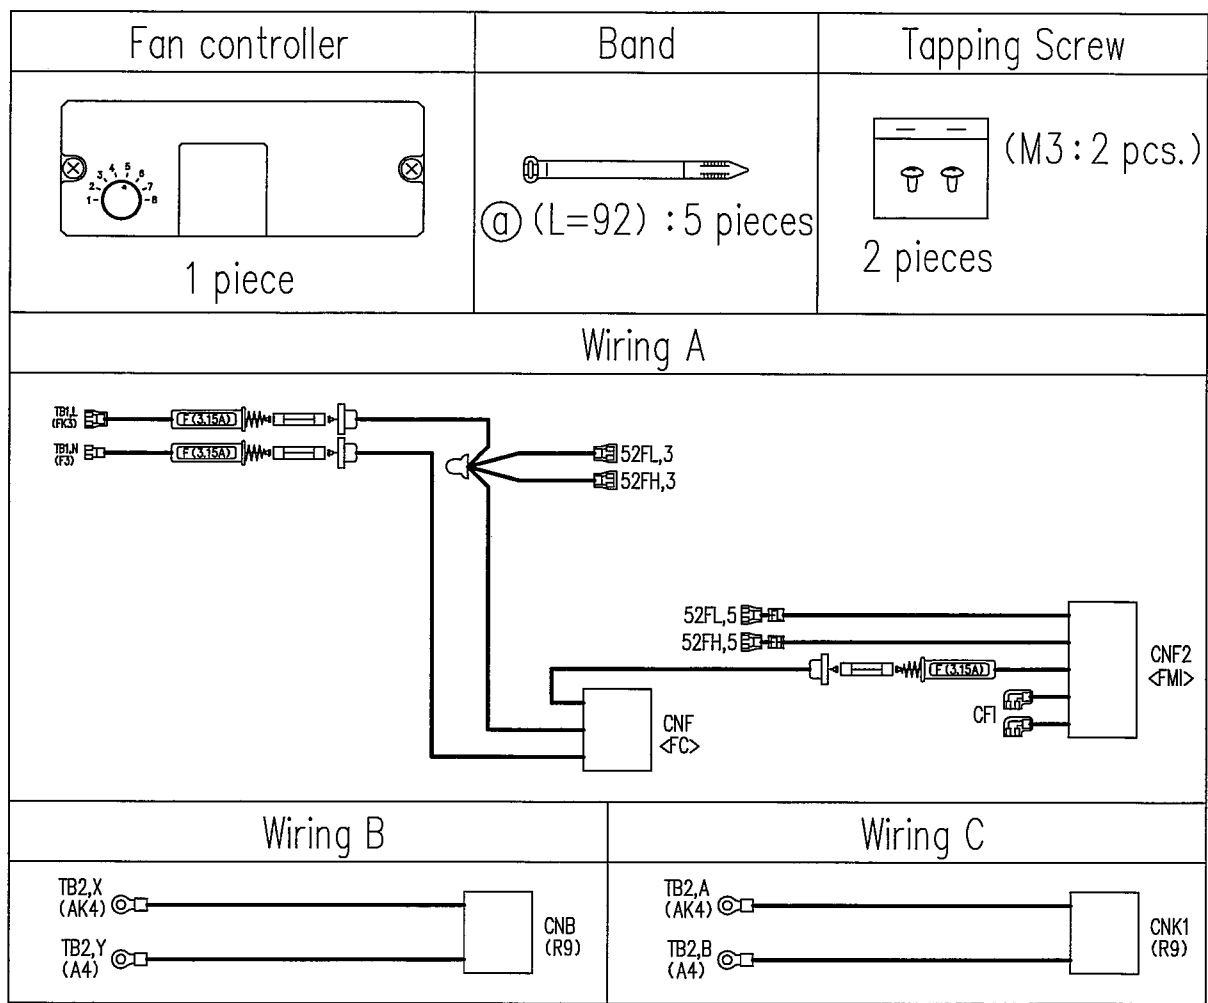 Fan controller
Band
Tapping Screw
1
2
3
4
5
6
7
8
1 piece
ⓐ (L=92) : 5 pieces
(M3 : 2 pcs.)
2 pieces
Wiring A
TB1,L
(FK3)
F (3.15A)
TB1,N
(F3)
F (3.15A)
52FL,3
52FH,3
52FL,5
52FH,5
F (3.15A)
CF1
CNF2
<FMI>
CNF
<FC>
Wiring B
Wiring C
TB2,X
(AK4)
TB2,Y
(A4)
CNB
(R9)
TB2,A
(AK4)
TB2,B
(A4)
CNK1
(R9)